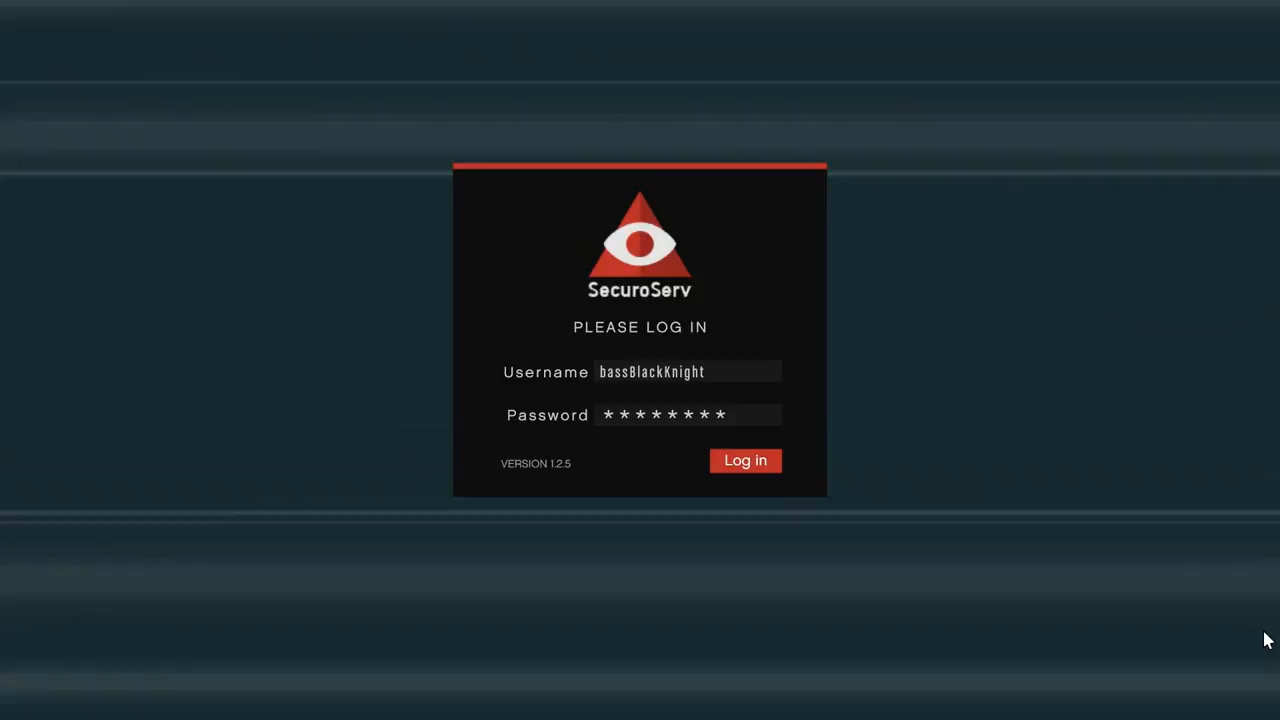 SecuroServ
PLEASE LOG IN
Username bassBlackKnight
Password ********
VERSION 1.2.5 Log in